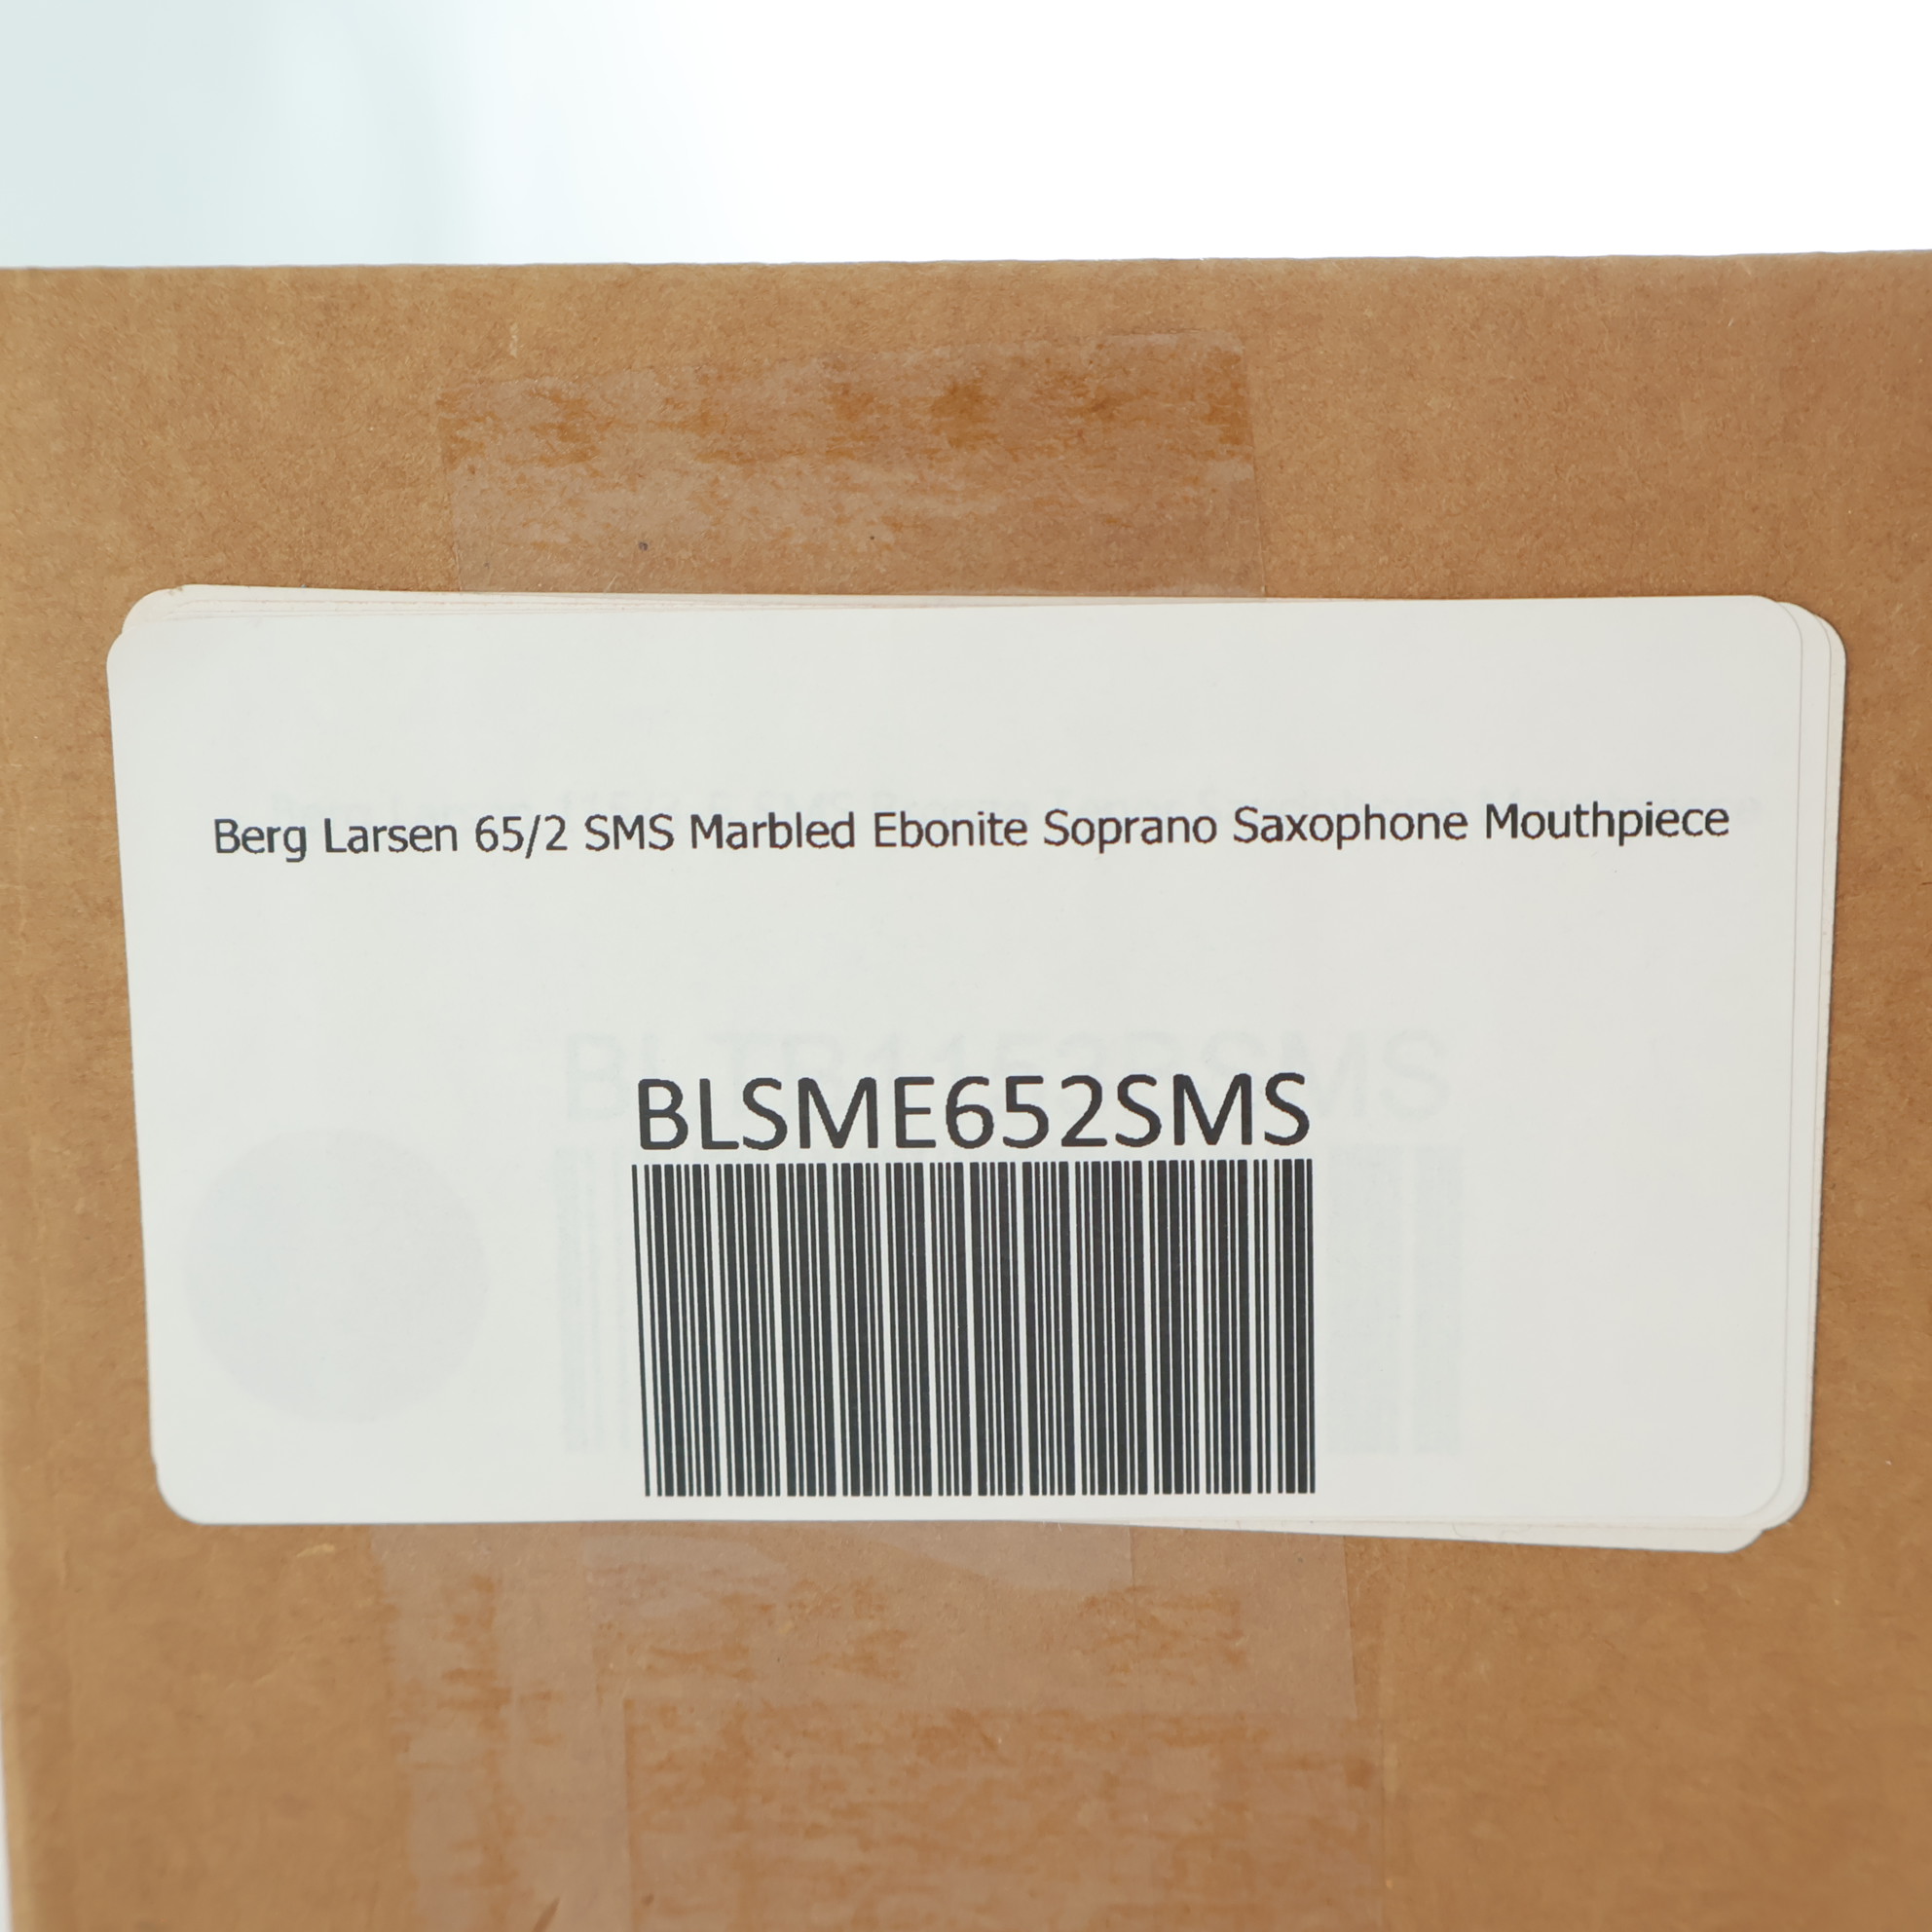 Berg Larsen 65/2 SMS Marbled Ebonite Soprano Saxophone Mouthpiece
BLSME652SMS